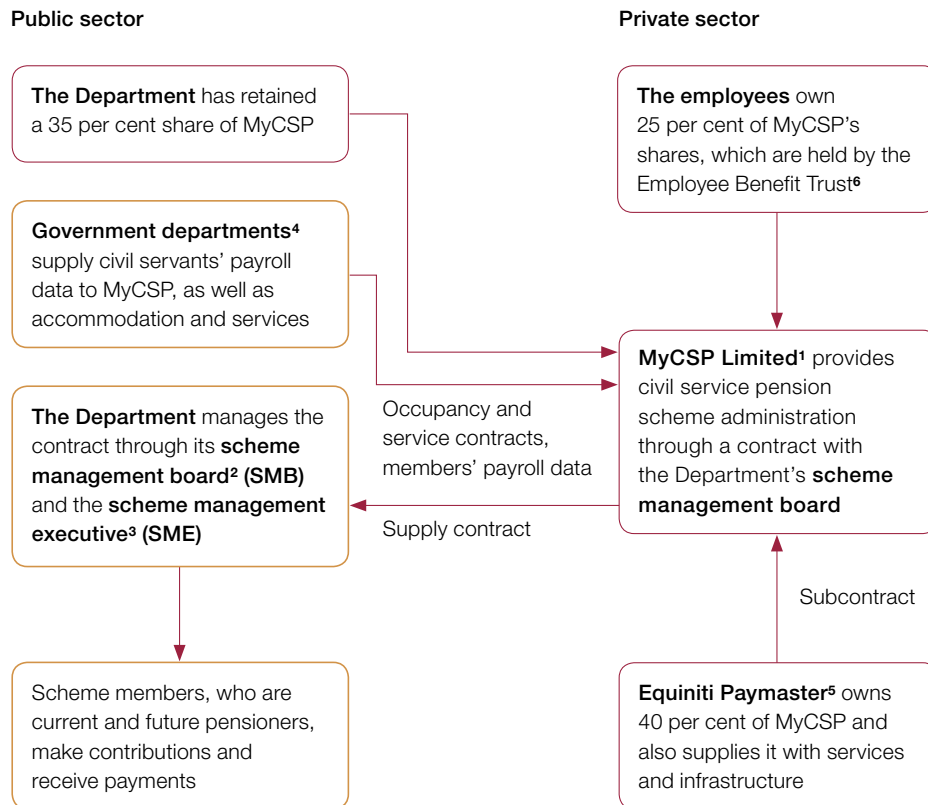 Public sector
Private sector
The Department has retained
a 35 per cent share of MyCSP
The employees own
25 per cent of MyCSP's
shares, which are held by the
Employee Benefit Trust⁶
Government departments⁴
supply civil servants' payroll
data to MyCSP, as well as
accommodation and services
MyCSP Limited¹ provides
civil service pension
scheme administration
through a contract with
the Department's scheme
management board
Occupancy and
service contracts,
members' payroll data
The Department manages the
contract through its scheme
management board² (SMB)
and the scheme management
executive³ (SME)
Supply contract
Subcontract
Scheme members, who are
current and future pensioners,
make contributions and
receive payments
Equiniti Paymaster⁵ owns
40 per cent of MyCSP and
also supplies it with services
and infrastructure